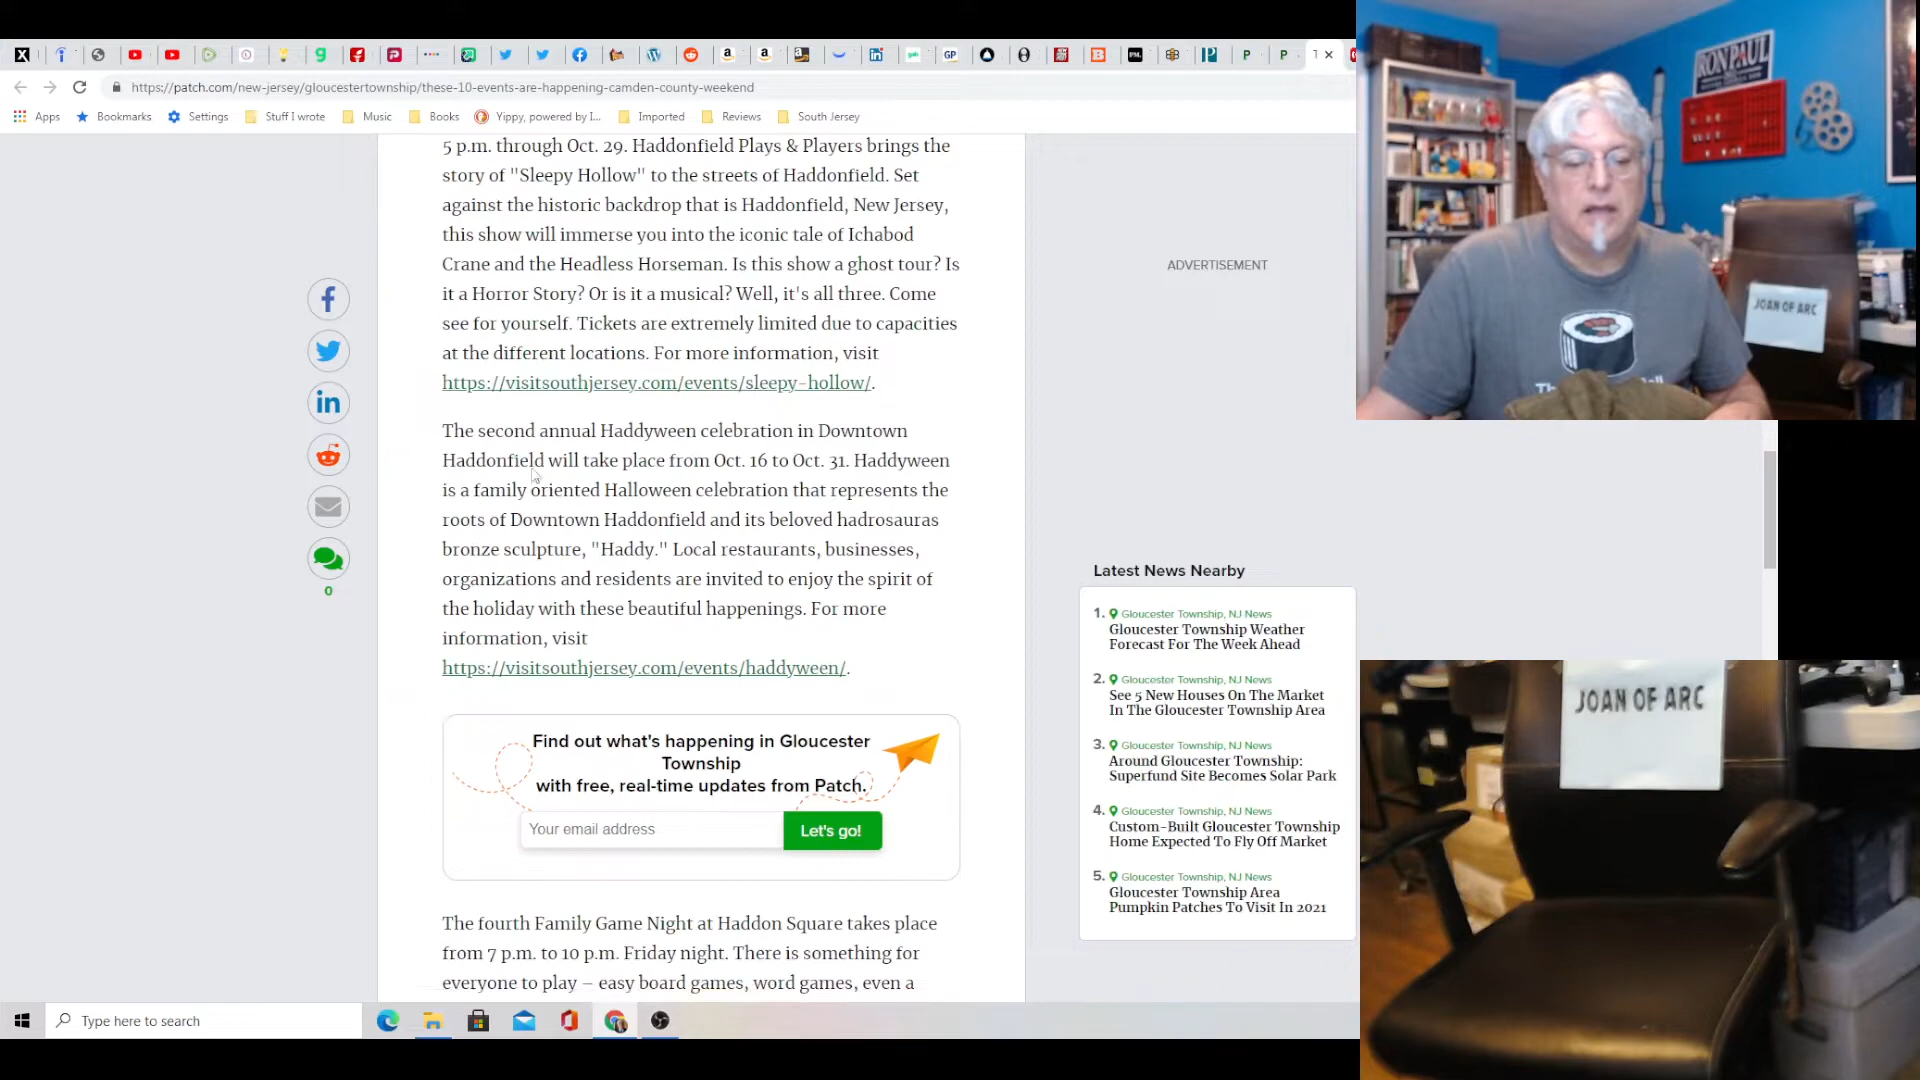 https://patch.com/new-jersey/gloucestertownship/these-10-events-are-happening-camden-county-weekend
Apps
Bookmarks
Settings
Stuff I wrote
Music
Books
Yippy, powered by I...
Imported
Reviews
South Jersey
5 p.m. through Oct. 29. Haddonfield Plays & Players brings the
story of "Sleepy Hollow" to the streets of Haddonfield. Set
against the historic backdrop that is Haddonfield, New Jersey,
this show will immerse you into the iconic tale of Ichabod
Crane and the Headless Horseman. Is this show a ghost tour? Is
it a Horror Story? Or is it a musical? Well, it's all three. Come
see for yourself. Tickets are extremely limited due to capacities
at the different locations. For more information, visit
https://visitsouthjersey.com/events/sleepy-hollow/.
The second annual Haddyween celebration in Downtown
Haddonfield will take place from Oct. 16 to Oct. 31. Haddyween
is a family oriented Halloween celebration that represents the
roots of Downtown Haddonfield and its beloved hadrosauras
bronze sculpture, "Haddy." Local restaurants, businesses,
organizations and residents are invited to enjoy the spirit of
the holiday with these beautiful happenings. For more
information, visit
https://visitsouthjersey.com/events/haddyween/.
0
Find out what's happening in Gloucester
Township
with free, real-time updates from Patch.
Your email address
Let's go!
The fourth Family Game Night at Haddon Square takes place
from 7 p.m. to 10 p.m. Friday night. There is something for
everyone to play – easy board games, word games, even a
ADVERTISEMENT
Latest News Nearby
1. Gloucester Township, NJ News
Gloucester Township Weather
Forecast For The Week Ahead
2. Gloucester Township, NJ News
See 5 New Houses On The Market
In The Gloucester Township Area
3. Gloucester Township, NJ News
Around Gloucester Township:
Superfund Site Becomes Solar Park
4. Gloucester Township, NJ News
Custom-Built Gloucester Township
Home Expected To Fly Off Market
5. Gloucester Township, NJ News
Gloucester Township Area
Pumpkin Patches To Visit In 2021
RON PAUL
JOAN OF ARC
JOAN OF ARC
Type here to search